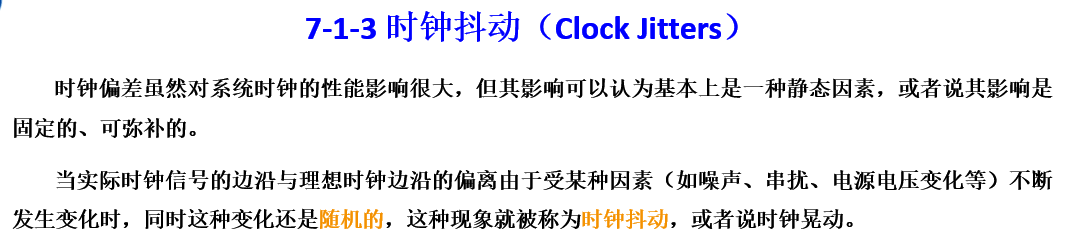 7-1-3 时钟抖动（Clock Jitters）
时钟偏差虽然对系统时钟的性能影响很大，但其影响可以认为基本上是一种静态因素，或者说其影响是
固定的、可弥补的。
当实际时钟信号的边沿与理想时钟边沿的偏离由于受某种因素（如噪声、串扰、电源电压变化等）不断
发生变化时，同时这种变化还是随机的，这种现象就被称为时钟抖动，或者说时钟晃动。